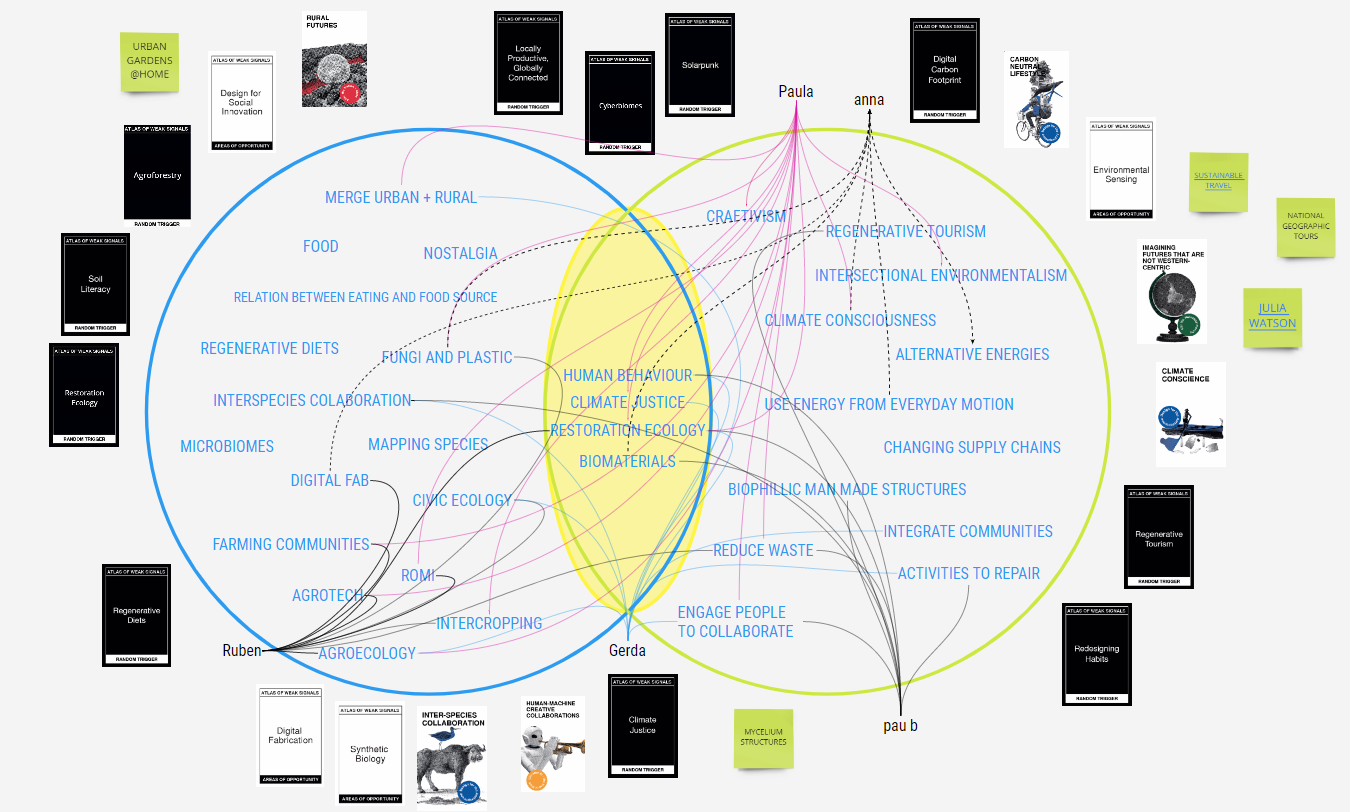 URBAN
GARDENS
@HOME
ATLAS OF WEAK SIGNALS
Design for
Social
Innovation
AREAS OF OPPORTUNITY
RURAL
FUTURES
ATLAS OF WEAK SIGNALS
Locally
Productive,
Globally
Connected
RANDOM TRIGGER
ATLAS OF WEAK SIGNALS
Cyberbiomes
RANDOM TRIGGER
ATLAS OF WEAK SIGNALS
Solarpunk
RANDOM TRIGGER
Paula
anna
ATLAS OF WEAK SIGNALS
Digital
Carbon
Footprint
RANDOM TRIGGER
CARBON
NEUTRAL
LIFESTYLE
ATLAS OF WEAK SIGNALS
Environmental
Sensing
AREAS OF OPPORTUNITY
SUSTAINABLE
TRAVEL
NATIONAL
GEOGRAPHIC
TOURS
ATLAS OF WEAK SIGNALS
Agroforestry
RANDOM TRIGGER
ATLAS OF WEAK SIGNALS
Soil
Literacy
RANDOM TRIGGER
ATLAS OF WEAK SIGNALS
Restoration
Ecology
RANDOM TRIGGER
MERGE URBAN + RURAL
FOOD
NOSTALGIA
RELATION BETWEEN EATING AND FOOD SOURCE
REGENERATIVE DIETS
FUNGI AND PLASTIC
INTERSPECIES COLABORATION
MICROBIOMES
MAPPING SPECIES
DIGITAL FAB
CIVIC ECOLOGY
FARMING COMMUNITIES
ROMI
AGROTECH
INTERCROPPING
AGROECOLOGY
HUMAN BEHAVIOUR
CLIMATE JUSTICE
RESTORATION ECOLOGY
BIOMATERIALS
CRAFTIVISM
REGENERATIVE TOURISM
INTERSECTIONAL ENVIRONMENTALISM
CLIMATE CONSCIOUSNESS
ALTERNATIVE ENERGIES
USE ENERGY FROM EVERYDAY MOTION
CHANGING SUPPLY CHAINS
BIOPHILLIC MAN MADE STRUCTURES
INTEGRATE COMMUNITIES
REDUCE WASTE
ACTIVITIES TO REPAIR
ENGAGE PEOPLE
TO COLLABORATE
IMAGINING
FUTURES THAT ARE
NOT WESTERN-
CENTRIC
JULIA
WATSON
CLIMATE
CONSCIENCE
ATLAS OF WEAK SIGNALS
Regenerative
Tourism
RANDOM TRIGGER
ATLAS OF WEAK SIGNALS
Redesigning
Habits
RANDOM TRIGGER
ATLAS OF WEAK SIGNALS
Regenerative
Diets
RANDOM TRIGGER
Ruben
Gerda
pau b
ATLAS OF WEAK SIGNALS
Digital
Fabrication
AREAS OF OPPORTUNITY
ATLAS OF WEAK SIGNALS
Synthetic
Biology
AREAS OF OPPORTUNITY
INTER-SPECIES
COLLABORATION
HUMAN-MACHINE
CREATIVE
COLLABORATIONS
ATLAS OF WEAK SIGNALS
Climate
Justice
RANDOM TRIGGER
MYCELIUM
STRUCTURES